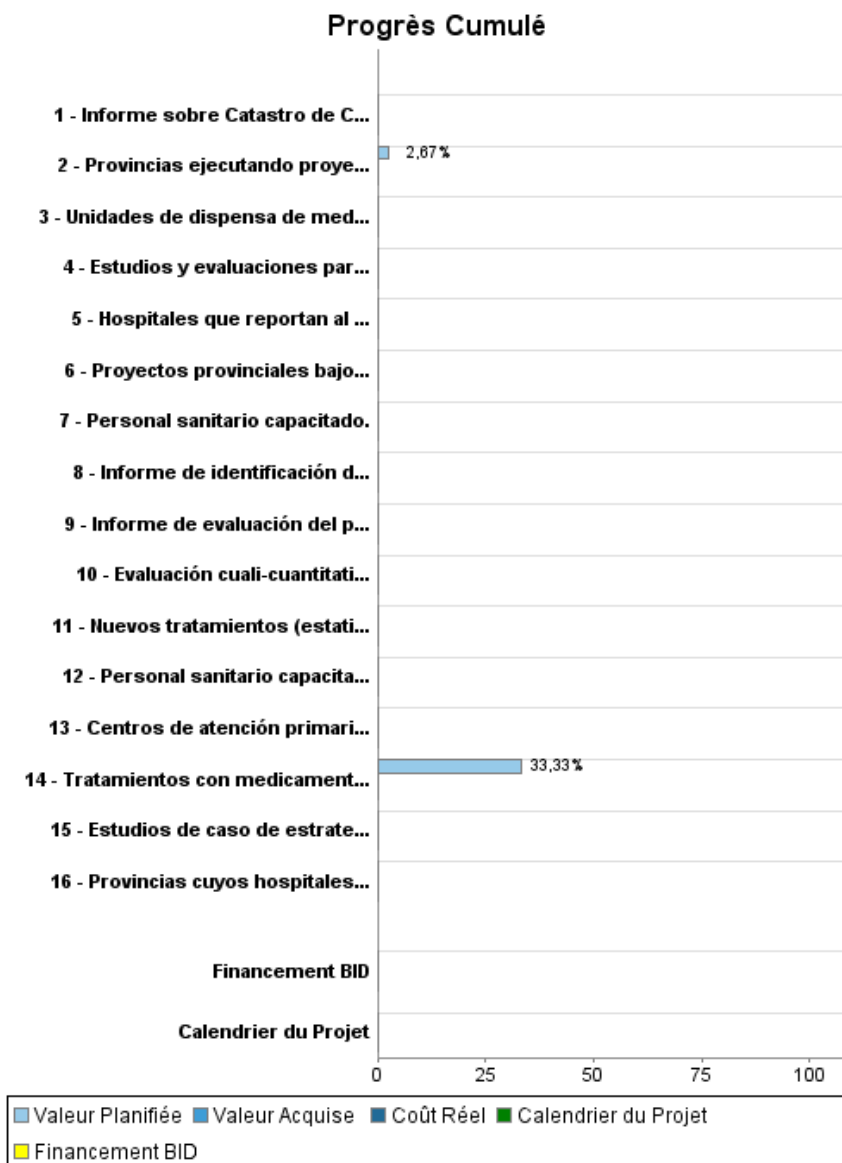 Progrès Cumulé
1 - Informe sobre Catastro de C...
2,67%
2 - Provincias ejecutando proye...
3 - Unidades de dispensa de med...
4 - Estudios y evaluaciones par...
5 - Hospitales que reportan al ...
6 - Proyectos provinciales bajo...
7 - Personal sanitario capacitado.
8 - Informe de identificación d...
9 - Informe de evaluación del p...
10 - Evaluación cuali-cuantitati...
11 - Nuevos tratamientos (estati...
12 - Personal sanitario capacita...
13 - Centros de atención primari...
33,33%
14 - Tratamientos con medicament...
15 - Estudios de caso de estrate...
16 - Provincias cuyos hospitales...
Financement BID
Calendrier du Projet
0 25 50 75 100
Valeur Planifiée Valeur Acquise Coût Réel Calendrier du Projet
Financement BID